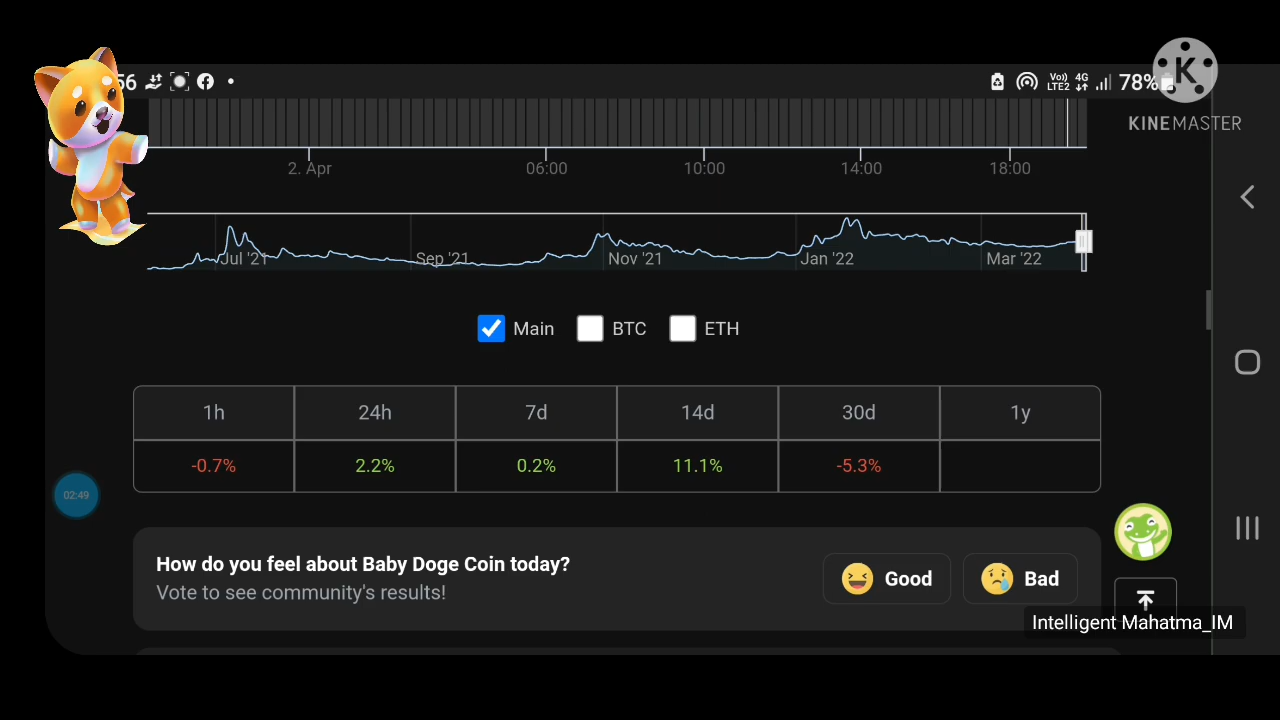 56 Vo) LTE2 4G 78%
K
KINEMASTER
2. Apr 06:00 10:00 14:00 18:00
Jul '21 Sep '21 Nov '21 Jan '22 Mar '22
Main BTC ETH
1h 24h 7d 14d 30d 1y
-0.7% 2.2% 0.2% 11.1% -5.3%
02:49
How do you feel about Baby Doge Coin today?
Vote to see community's results!
Good Bad
Intelligent Mahatma_IM